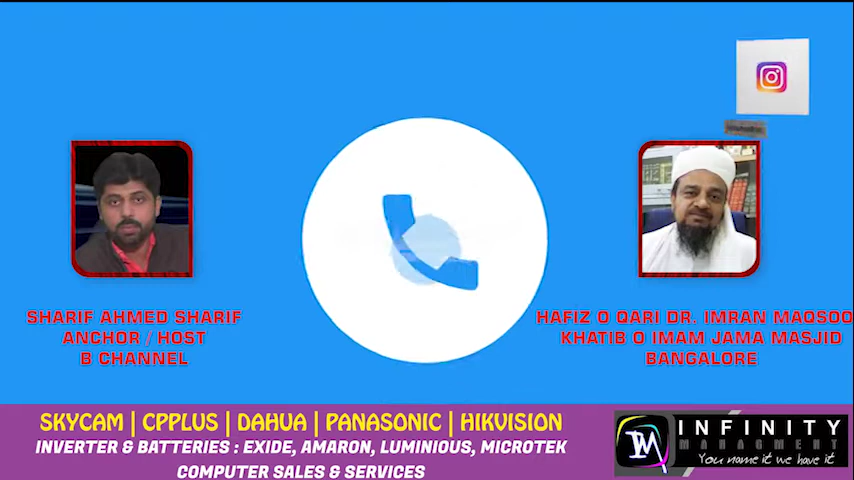 SHARIF AHMED SHARIF
ANCHOR / HOST
B CHANNEL
HAFIZ O QARI DR. IMRAN MAQSOO
KHATIB O IMAM JAMA MASJID
BANGALORE
SKYCAM | CPPLUS | DAHUA | PANASONIC | HIKVISION
INVERTER & BATTERIES : EXIDE, AMARON, LUMINIOUS, MICROTEK
COMPUTER SALES & SERVICES
INFINITY
MANAGMENT
You name it we have it